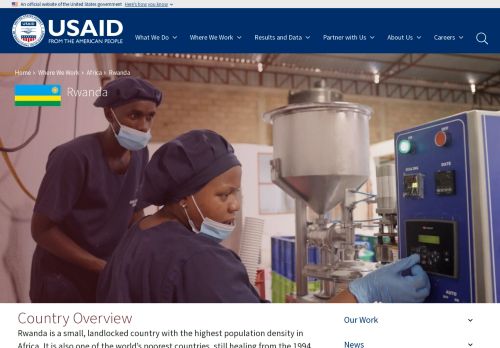 An official website of the United States government Here's how you know
USAID
FROM THE AMERICAN PEOPLE
What We Do
Where We Work
Results and Data
Partner with Us
About Us
Careers
Home › Where We Work › Africa › Rwanda
Rwanda
Country Overview
Rwanda is a small, landlocked country with the highest population density in
Africa. It is also one of the world's poorest countries, still healing from the 1994
Our Work
News